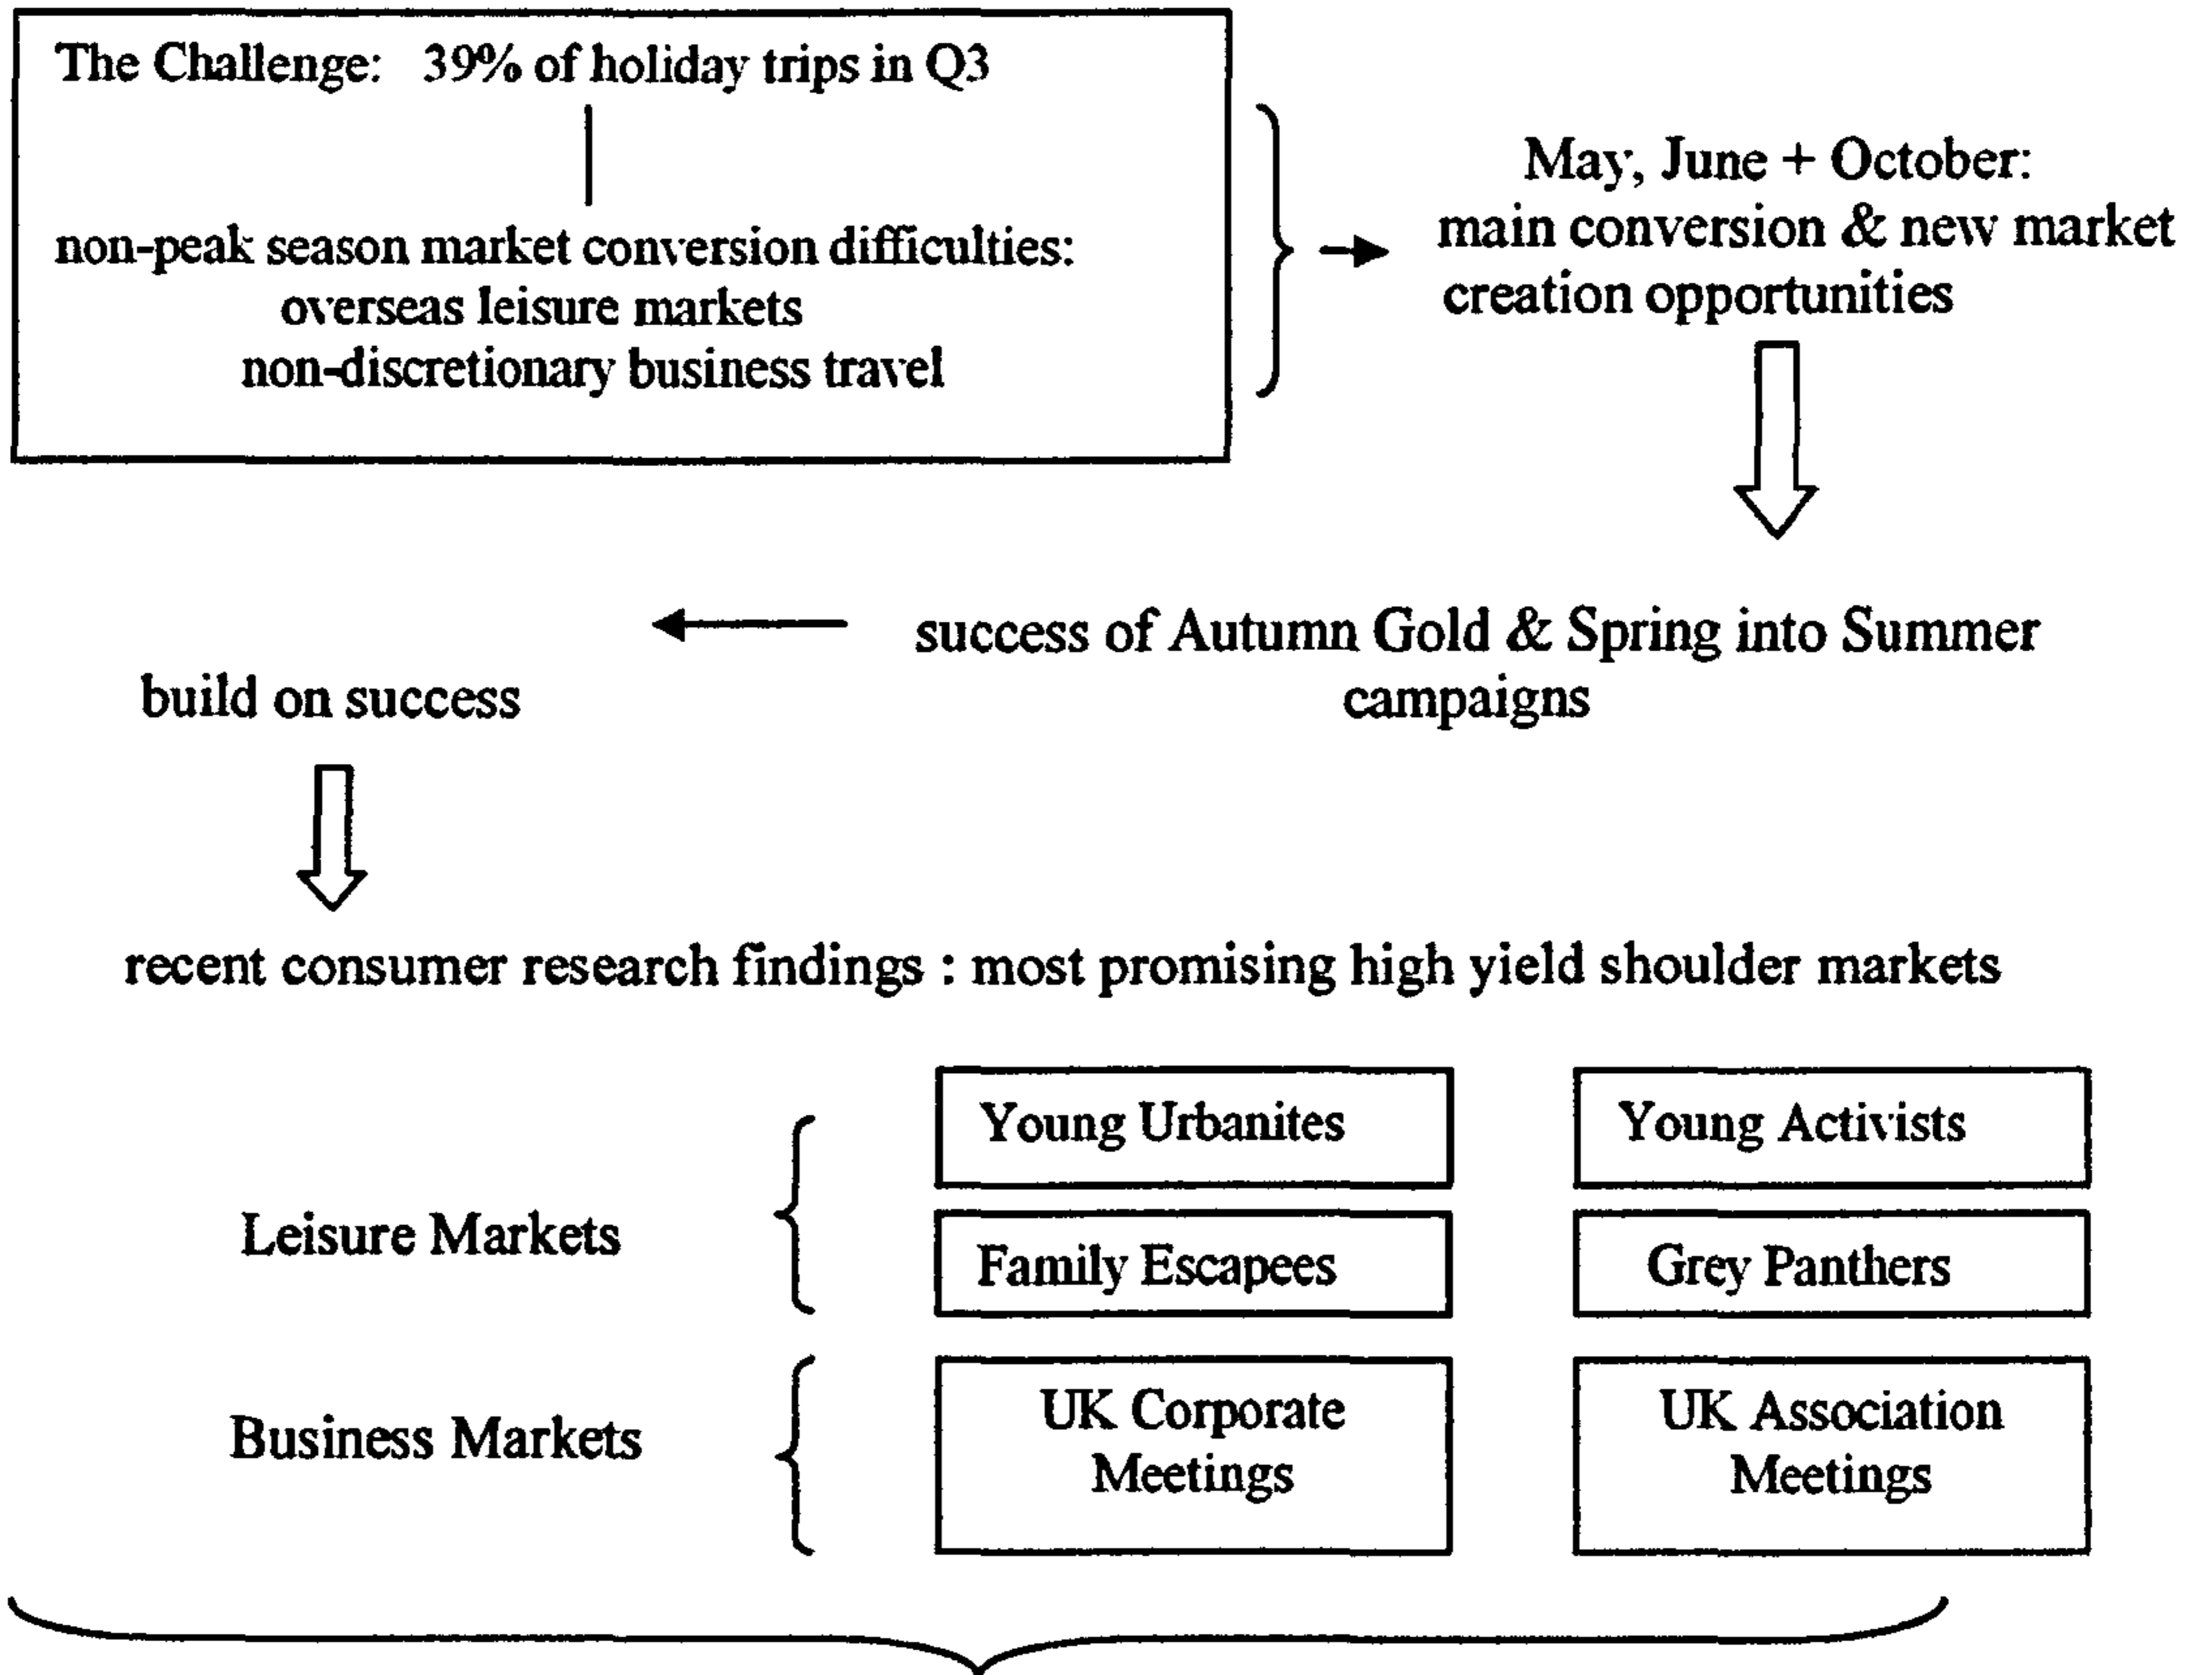 The Challenge: 39% of holiday trips in Q3
non-peak season market conversion difficulties:
overseas leisure markets
non-discretionary business travel
May, June + October:
main conversion & new market
creation opportunities
success of Autumn Gold & Spring into Summer
campaigns
build on success
recent consumer research findings : most promising high yield shoulder markets
Leisure Markets
Young Urbanites
Young Activists
Family Escapees
Grey Panthers
Business Markets
UK Corporate
Meetings
UK Association
Meetings